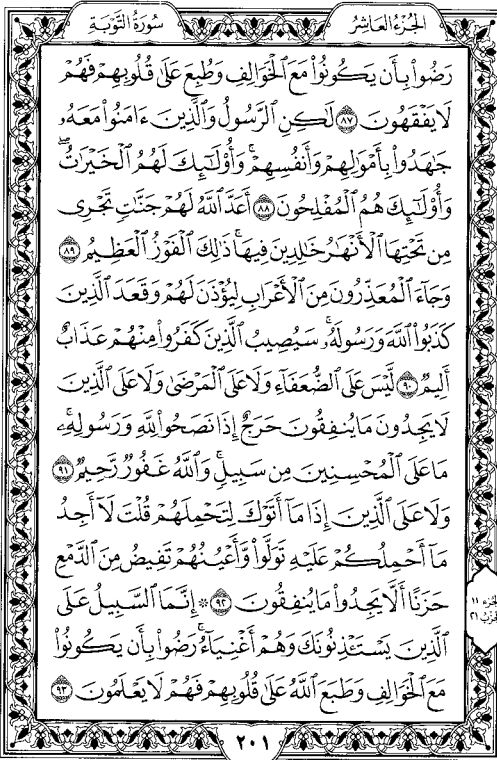 سُورَةُ التَّوْبَةِ
الجُزْءُ العَاشِرُ
رَضُوا۟ بِأَن يَكُونُوا۟ مَعَ ٱلْخَوَالِفِ وَطُبِعَ عَلَىٰ قُلُوبِهِمْ فَهُمْ
لَا يَفْقَهُونَ ٨٧ لَٰكِنِ ٱلرَّسُولُ وَٱلَّذِينَ ءَامَنُوا۟ مَعَهُۥ
جَٰهَدُوا۟ بِأَمْوَٰلِهِمْ وَأَنفُسِهِمْ ۚ وَأُو۟لَٰٓئِكَ لَهُمُ ٱلْخَيْرَٰتُ ۖ
وَأُو۟لَٰٓئِكَ هُمُ ٱلْمُفْلِحُونَ ٨٨ أَعَدَّ ٱللَّهُ لَهُمْ جَنَّٰتٍ تَجْرِى
مِن تَحْتِهَا ٱلْأَنْهَٰرُ خَٰلِدِينَ فِيهَا ۚ ذَٰلِكَ ٱلْفَوْزُ ٱلْعَظِيمُ ٨٩
وَجَآءَ ٱلْمُعَذِّرُونَ مِنَ ٱلْأَعْرَابِ لِيُؤْذَنَ لَهُمْ وَقَعَدَ ٱلَّذِينَ
كَذَبُوا۟ ٱللَّهَ وَرَسُولَهُۥ ۚ سَيُصِيبُ ٱلَّذِينَ كَفَرُوا۟ مِنْهُمْ عَذَابٌ
أَلِيمٌ ٩٠ لَّيْسَ عَلَى ٱلضُّعَفَآءِ وَلَا عَلَى ٱلْمَرْضَىٰ وَلَا عَلَى ٱلَّذِينَ
لَا يَجِدُونَ مَا يُنفِقُونَ حَرَجٌ إِذَا نَصَحُوا۟ لِلَّهِ وَرَسُولِهِۦ ۚ
مَا عَلَى ٱلْمُحْسِنِينَ مِن سَبِيلٍ ۚ وَٱللَّهُ غَفُورٌ رَّحِيمٌ ٩١
وَلَا عَلَى ٱلَّذِينَ إِذَا مَآ أَتَوْكَ لِتَحْمِلَهُمْ قُلْتَ لَآ أَجِدُ
مَآ أَحْمِلُكُمْ عَلَيْهِ تَوَلَّوا۟ وَّأَعْيُنُهُمْ تَفِيضُ مِنَ ٱلدَّمْعِ
حَزَنًا أَلَّا يَجِدُوا۟ مَا يُنفِقُونَ ٩٢ ۞ إِنَّمَا ٱلسَّبِيلُ عَلَى
ٱلَّذِينَ يَسْتَـْٔذِنُونَكَ وَهُمْ أَغْنِيَآءُ ۚ رَضُوا۟ بِأَن يَكُونُوا۟
مَعَ ٱلْخَوَالِفِ وَطَبَعَ ٱللَّهُ عَلَىٰ قُلُوبِهِمْ فَهُمْ لَا يَعْلَمُونَ ٩٣
الجزء ١١
الحزب ٢١
٢٠١